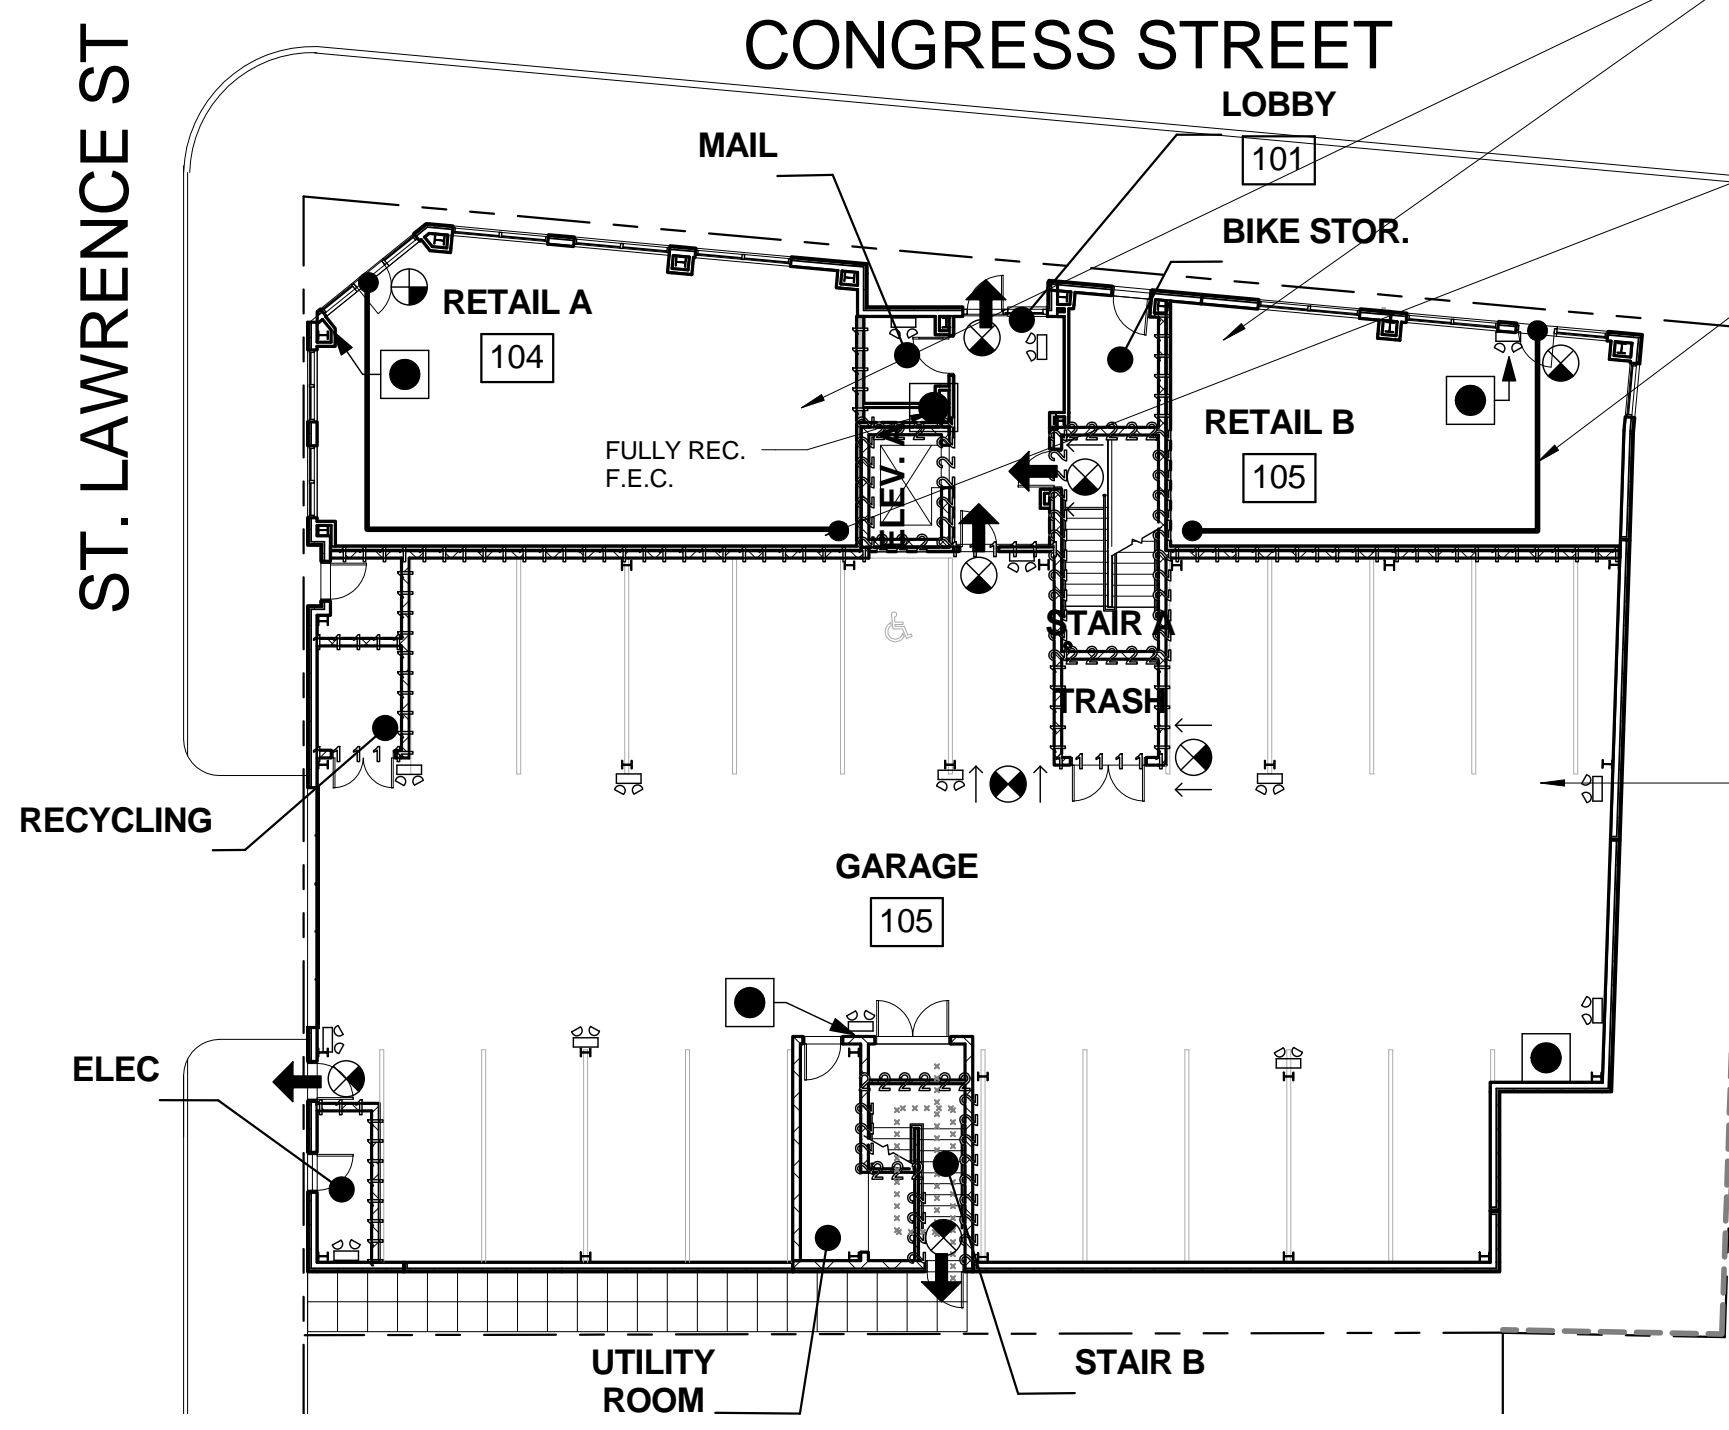 CONGRESS STREET
ST. LAWRENCE ST
LOBBY
101
MAIL
BIKE STOR.
RETAIL A
104
FULLY REC.
F.E.C.
ELEV. A
RETAIL B
105
STAIR A
TRASH
RECYCLING
GARAGE
105
ELEC
UTILITY
ROOM
STAIR B